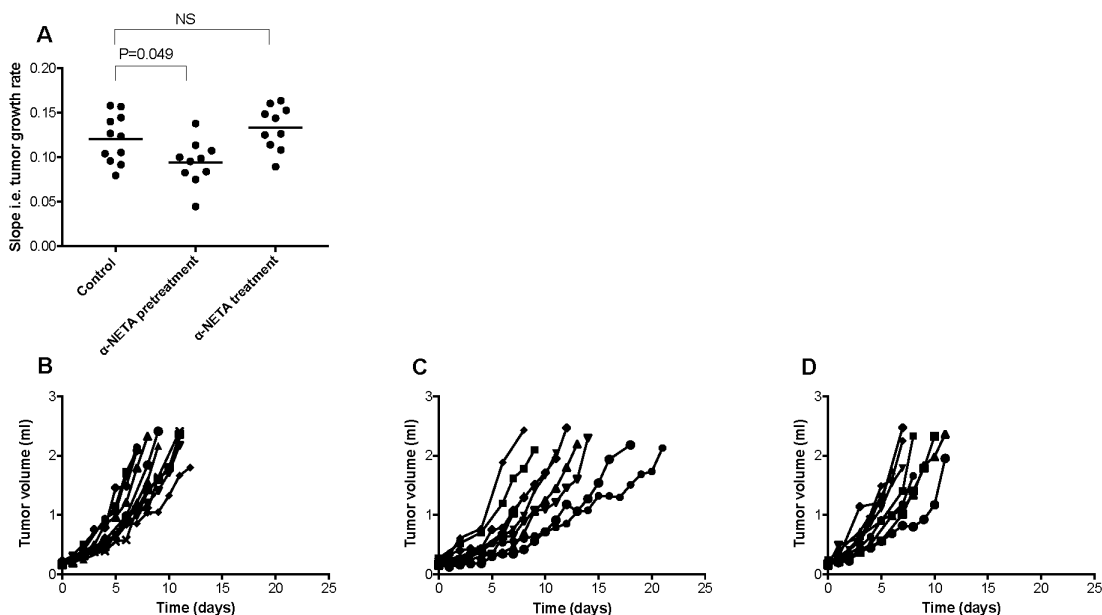 A
NS
P=0.049
Slope i.e. tumor growth rate
0.20
0.15
0.10
0.05
0.00
Control
α-NETA pretreatment
α-NETA treatment
B
Tumor volume (ml)
3
2
1
0
0 5 10 15 20 25
Time (days)
C
Tumor volume (ml)
3
2
1
0
0 5 10 15 20 25
Time (days)
D
Tumor volume (ml)
3
2
1
0
0 5 10 15 20 25
Time (days)